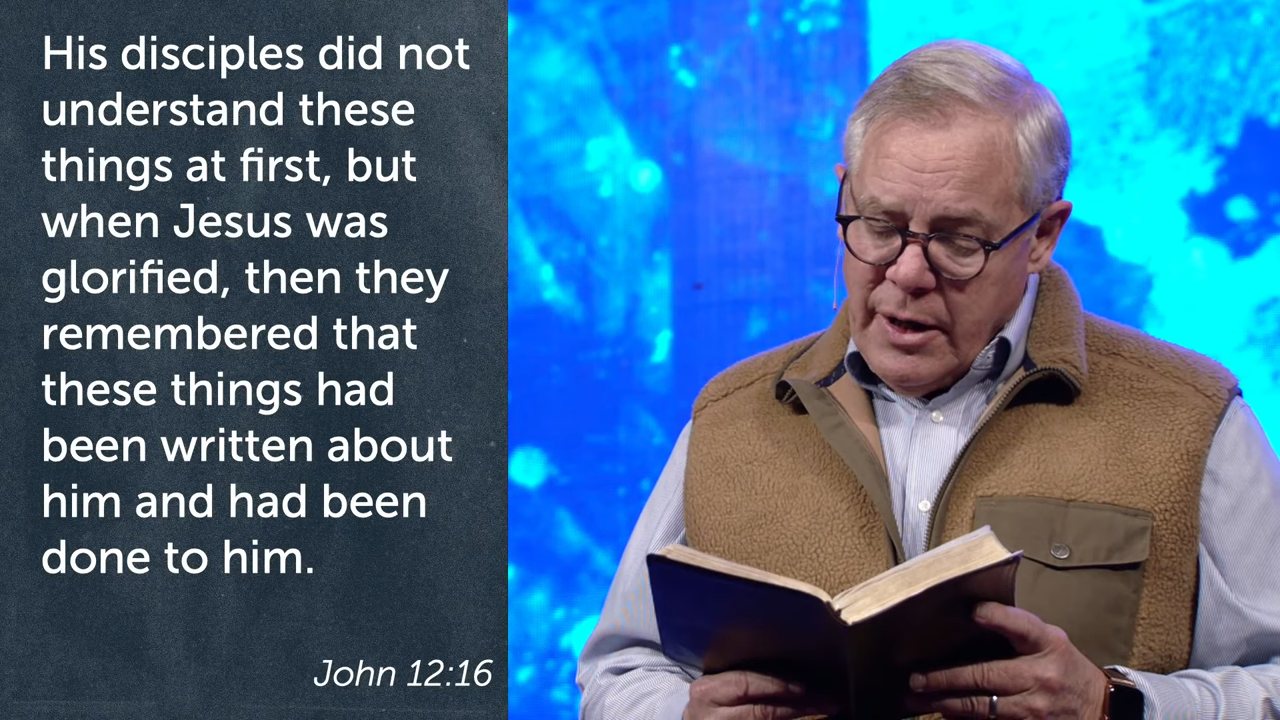 His disciples did not
understand these
things at first, but
when Jesus was
glorified, then they
remembered that
these things had
been written about
him and had been
done to him.
John 12:16